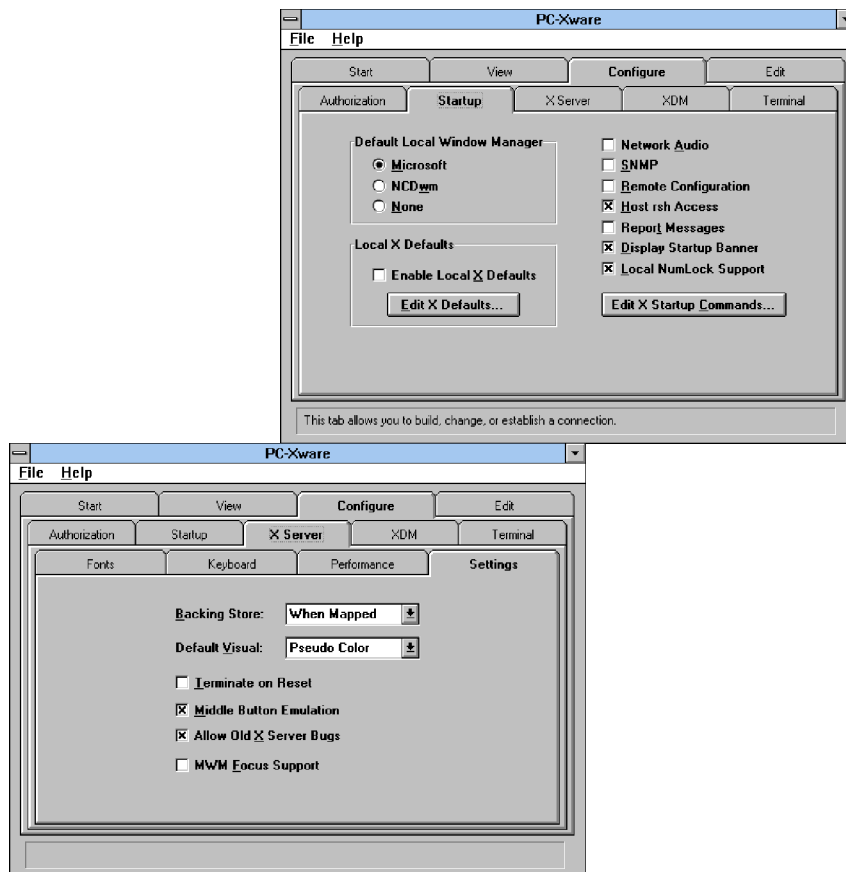 PC-Xware
File Help
Start View Configure Edit
Authorization Startup X Server XDM Terminal
Default Local Window Manager
Microsoft
NCDwm
None
Local X Defaults
Enable Local X Defaults
Edit X Defaults...
Network Audio
SNMP
Remote Configuration
Host rsh Access
Report Messages
Display Startup Banner
Local NumLock Support
Edit X Startup Commands...
This tab allows you to build, change, or establish a connection.
PC-Xware
File Help
Start View Configure Edit
Authorization Startup X Server XDM Terminal
Fonts Keyboard Performance Settings
Backing Store: When Mapped
Default Visual: Pseudo Color
Terminate on Reset
Middle Button Emulation
Allow Old X Server Bugs
MWM Focus Support